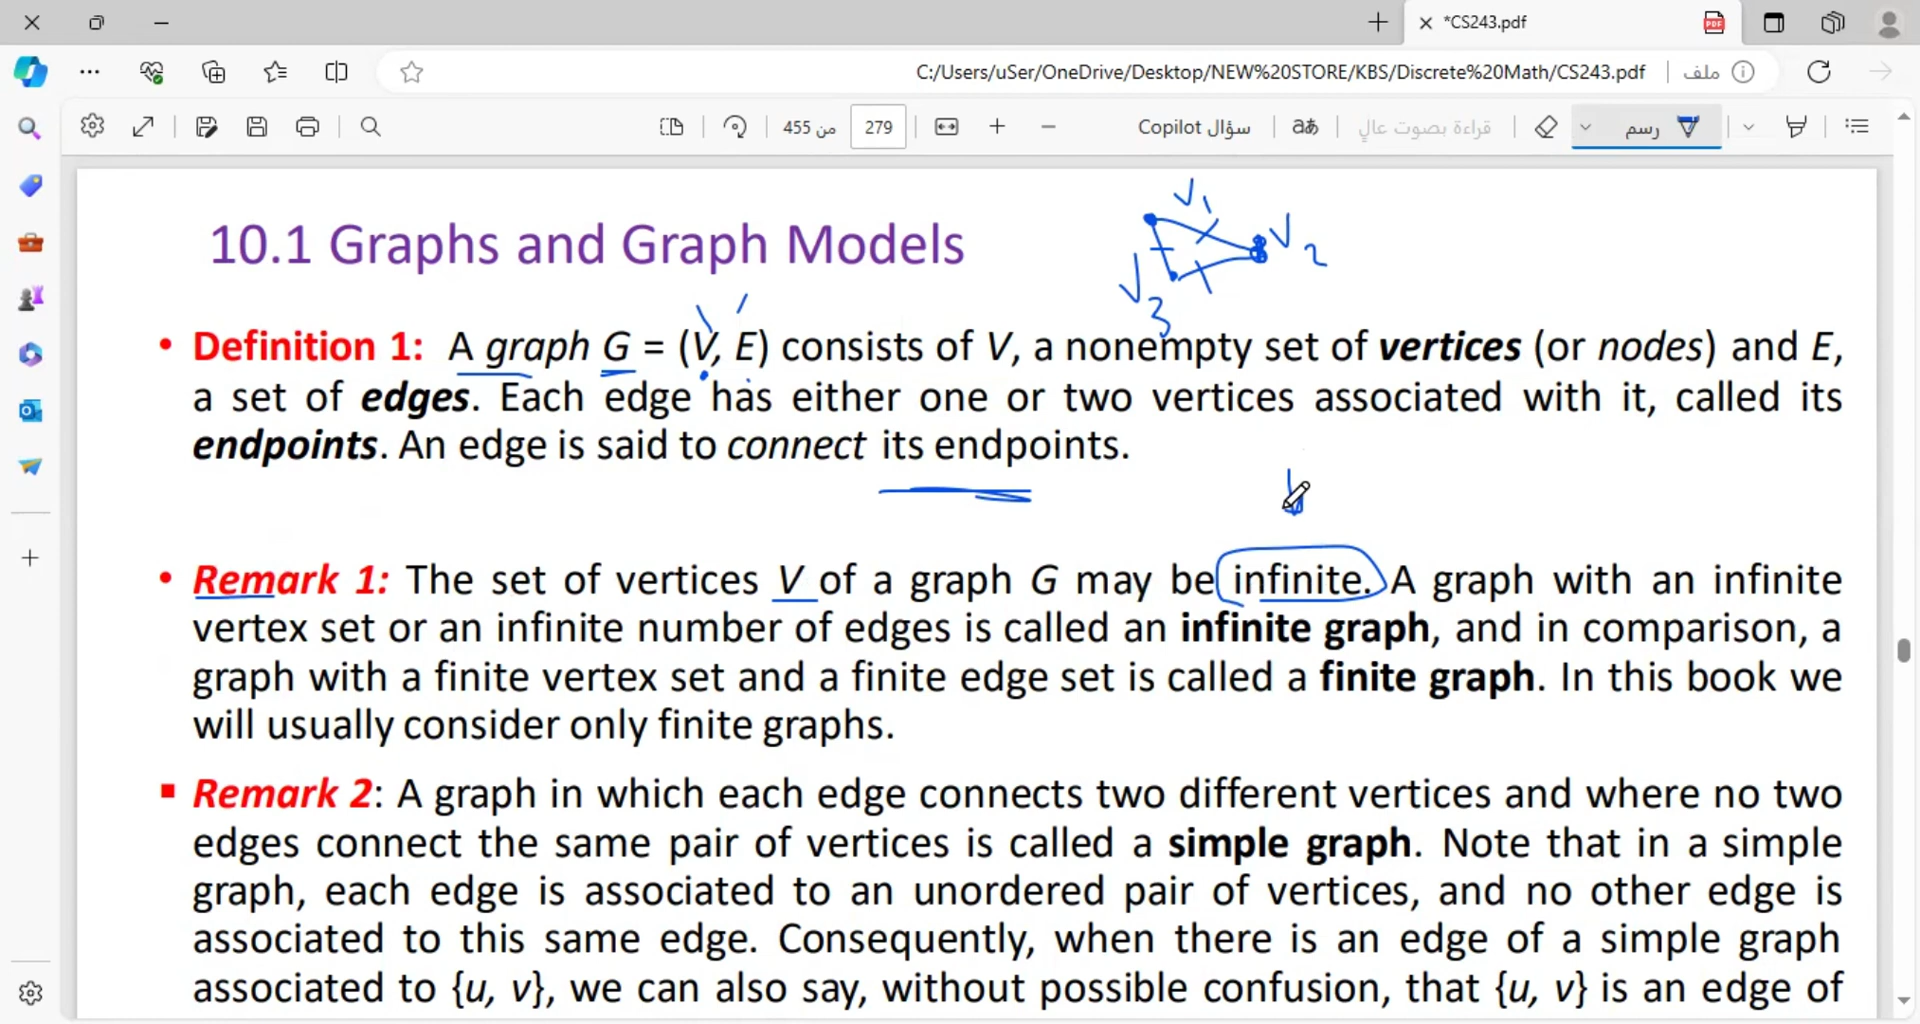 *CS243.pdf
C:/Users/uSer/OneDrive/Desktop/NEW%20STORE/KBS/Discrete%20Math/CS243.pdf
ملف
279 من 455
سؤال Copilot
aあ
قراءة بصوت عالٍ
رسم
10.1 Graphs and Graph Models
V1
V2
V3
• Definition 1: A graph G = (V, E) consists of V, a nonempty set of vertices (or nodes) and E,
a set of edges. Each edge has either one or two vertices associated with it, called its
endpoints. An edge is said to connect its endpoints.
• Remark 1: The set of vertices V of a graph G may be infinite. A graph with an infinite
vertex set or an infinite number of edges is called an infinite graph, and in comparison, a
graph with a finite vertex set and a finite edge set is called a finite graph. In this book we
will usually consider only finite graphs.
▪ Remark 2: A graph in which each edge connects two different vertices and where no two
edges connect the same pair of vertices is called a simple graph. Note that in a simple
graph, each edge is associated to an unordered pair of vertices, and no other edge is
associated to this same edge. Consequently, when there is an edge of a simple graph
associated to {u, v}, we can also say, without possible confusion, that {u, v} is an edge of